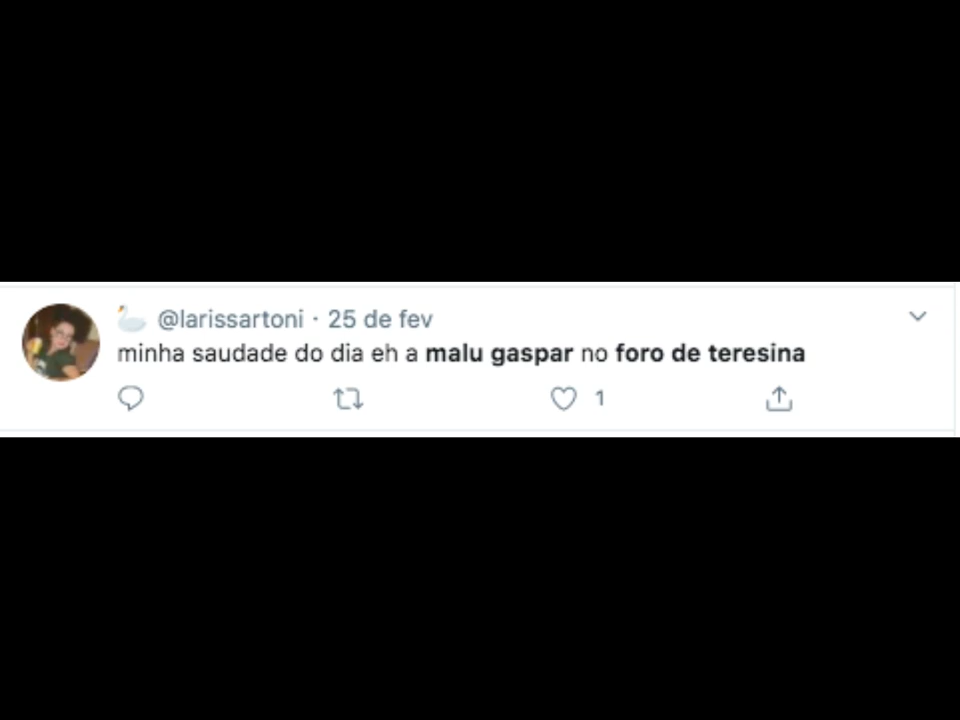 @larissartoni · 25 de fev
minha saudade do dia eh a malu gaspar no foro de teresina
1